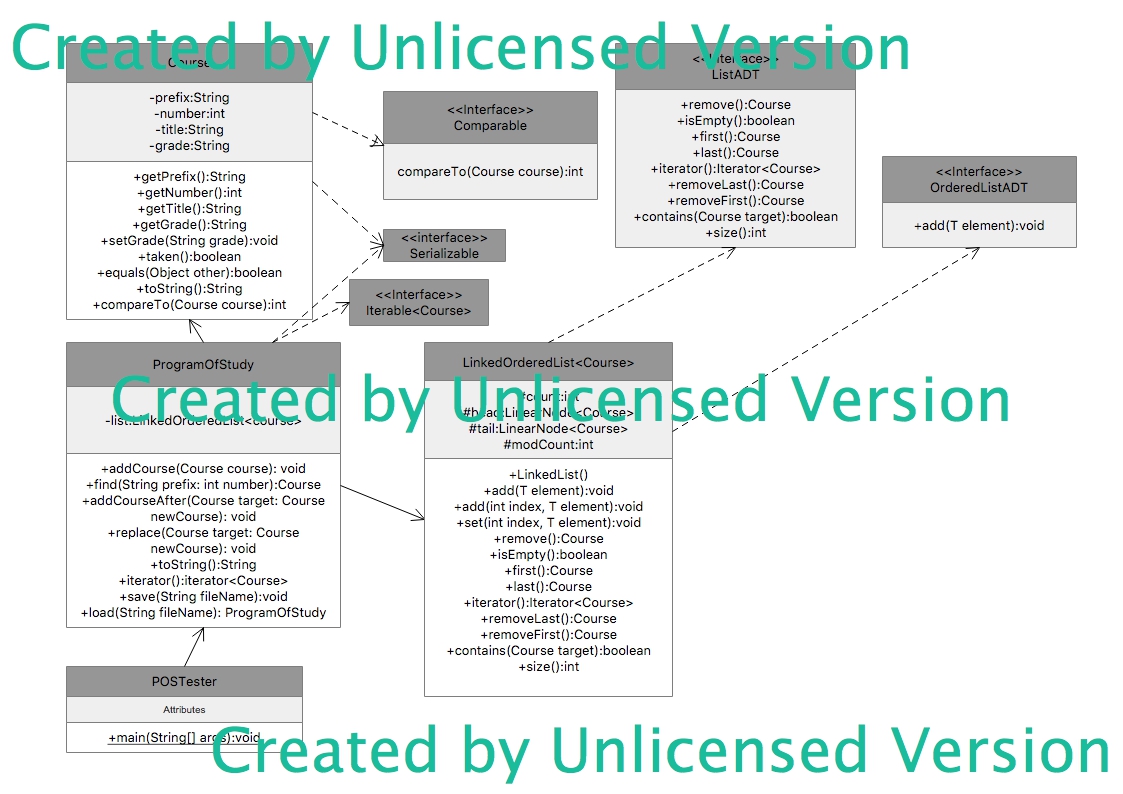 Created by Unlicensed Version
Course
-prefix:String
-number:int
-title:String
-grade:String
+getPrefix():String
+getNumber():int
+getTitle():String
+getGrade():String
+setGrade(String grade):void
+taken():boolean
+equals(Object other):boolean
+toString():String
+compareTo(Course course):int
<<Interface>>
Comparable
compareTo(Course course):int
<<interface>>
Serializable
<<Interface>>
Iterable<Course>
<<Interface>>
ListADT
+remove():Course
+isEmpty():boolean
+first():Course
+last():Course
+iterator():Iterator<Course>
+removeLast():Course
+removeFirst():Course
+contains(Course target):boolean
+size():int
<<Interface>>
OrderedListADT
+add(T element):void
ProgramOfStudy
-list:LinkedOrderedList<course>
+addCourse(Course course): void
+find(String prefix: int number):Course
+addCourseAfter(Course target: Course
newCourse): void
+replace(Course target: Course
newCourse): void
+toString():String
+iterator():iterator<Course>
+save(String fileName):void
+load(String fileName): ProgramOfStudy
Created by Unlicensed Version
LinkedOrderedList<Course>
#count:int
#head:LinearNode<Course>
#tail:LinearNode<Course>
#modCount:int
+LinkedList()
+add(T element):void
+add(int index, T element):void
+set(int index, T element):void
+remove():Course
+isEmpty():boolean
+first():Course
+last():Course
+iterator():Iterator<Course>
+removeLast():Course
+removeFirst():Course
+contains(Course target):boolean
+size():int
POSTester
Attributes
+main(String[] args):void
Created by Unlicensed Version